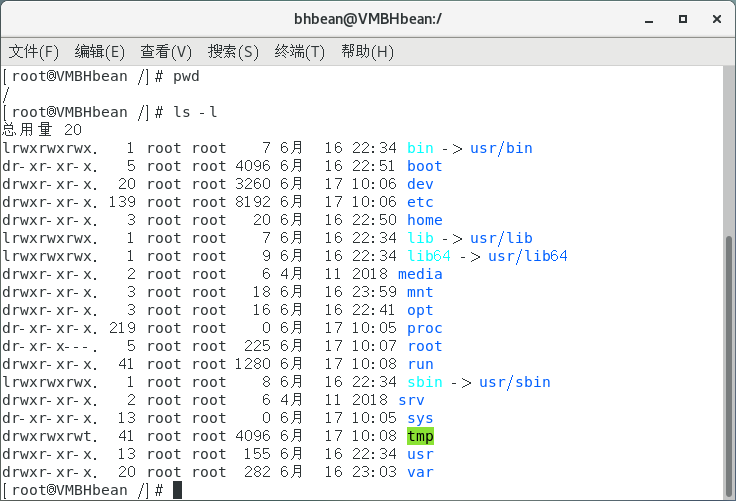 bhbean@VMBHbean:/
文件(F) 编辑(E) 查看(V) 搜索(S) 终端(T) 帮助(H)
[root@VMBHbean /]# pwd
/
[root@VMBHbean /]# ls -l
总用量 20
lrwxrwxrwx. 1 root root 7 6月 16 22:34 bin -> usr/bin
dr-xr-xr-x. 5 root root 4096 6月 16 22:51 boot
drwxr-xr-x. 20 root root 3260 6月 17 10:06 dev
drwxr-xr-x. 139 root root 8192 6月 17 10:06 etc
drwxr-xr-x. 3 root root 20 6月 16 22:50 home
lrwxrwxrwx. 1 root root 7 6月 16 22:34 lib -> usr/lib
lrwxrwxrwx. 1 root root 9 6月 16 22:34 lib64 -> usr/lib64
drwxr-xr-x. 2 root root 6 4月 11 2018 media
drwxr-xr-x. 3 root root 18 6月 16 23:59 mnt
drwxr-xr-x. 3 root root 16 6月 16 22:41 opt
dr-xr-xr-x. 219 root root 0 6月 17 10:05 proc
dr-xr-x---. 5 root root 225 6月 17 10:07 root
drwxr-xr-x. 41 root root 1280 6月 17 10:08 run
lrwxrwxrwx. 1 root root 8 6月 16 22:34 sbin -> usr/sbin
drwxr-xr-x. 2 root root 6 4月 11 2018 srv
dr-xr-xr-x. 13 root root 0 6月 17 10:05 sys
drwxrwxrwt. 41 root root 4096 6月 17 10:08 tmp
drwxr-xr-x. 13 root root 155 6月 16 22:34 usr
drwxr-xr-x. 20 root root 282 6月 16 23:03 var
[root@VMBHbean /]#